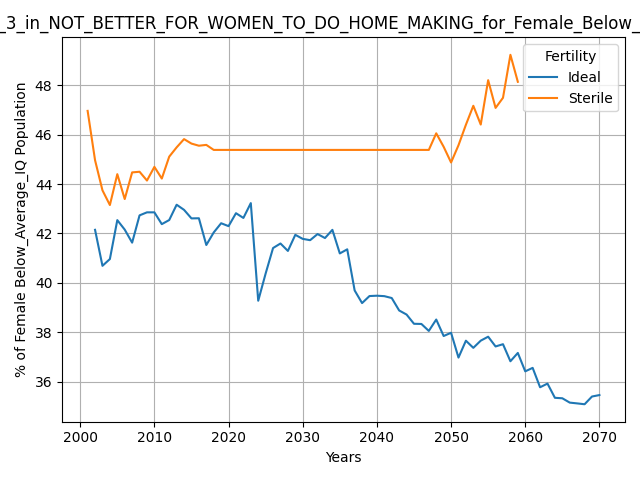 _3_in_NOT_BETTER_FOR_WOMEN_TO_DO_HOME_MAKING_for_Female_Below_
Fertility
Ideal
Sterile
% of Female Below_Average_IQ Population
48
46
44
42
40
38
36
2000 2010 2020 2030 2040 2050 2060 2070
Years